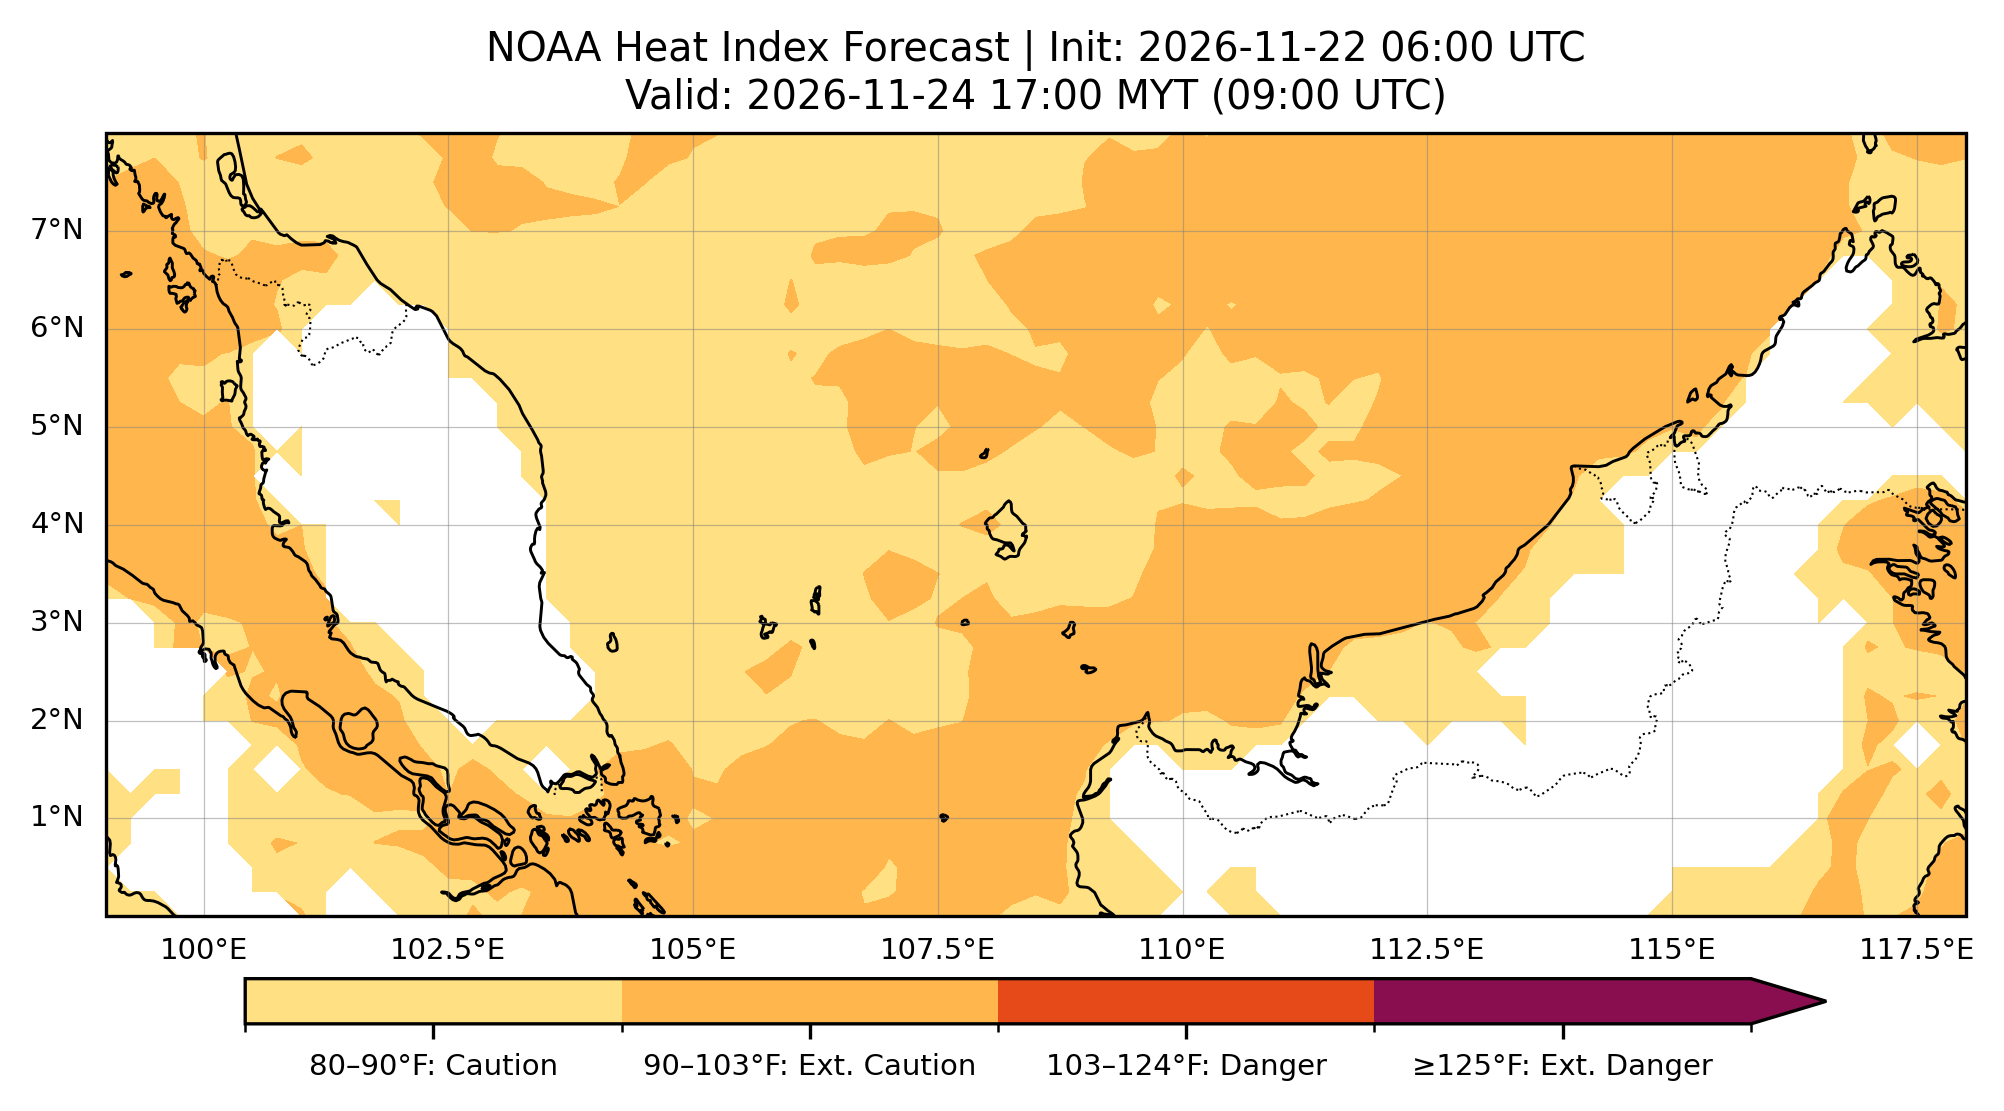 NOAA Heat Index Forecast | Init: 2026-11-22 06:00 UTC
Valid: 2026-11-24 17:00 MYT (09:00 UTC)
7°N
6°N
5°N
4°N
3°N
2°N
1°N
100°E
102.5°E
105°E
107.5°E
110°E
112.5°E
115°E
117.5°E
80–90°F: Caution
90–103°F: Ext. Caution
103–124°F: Danger
≥125°F: Ext. Danger